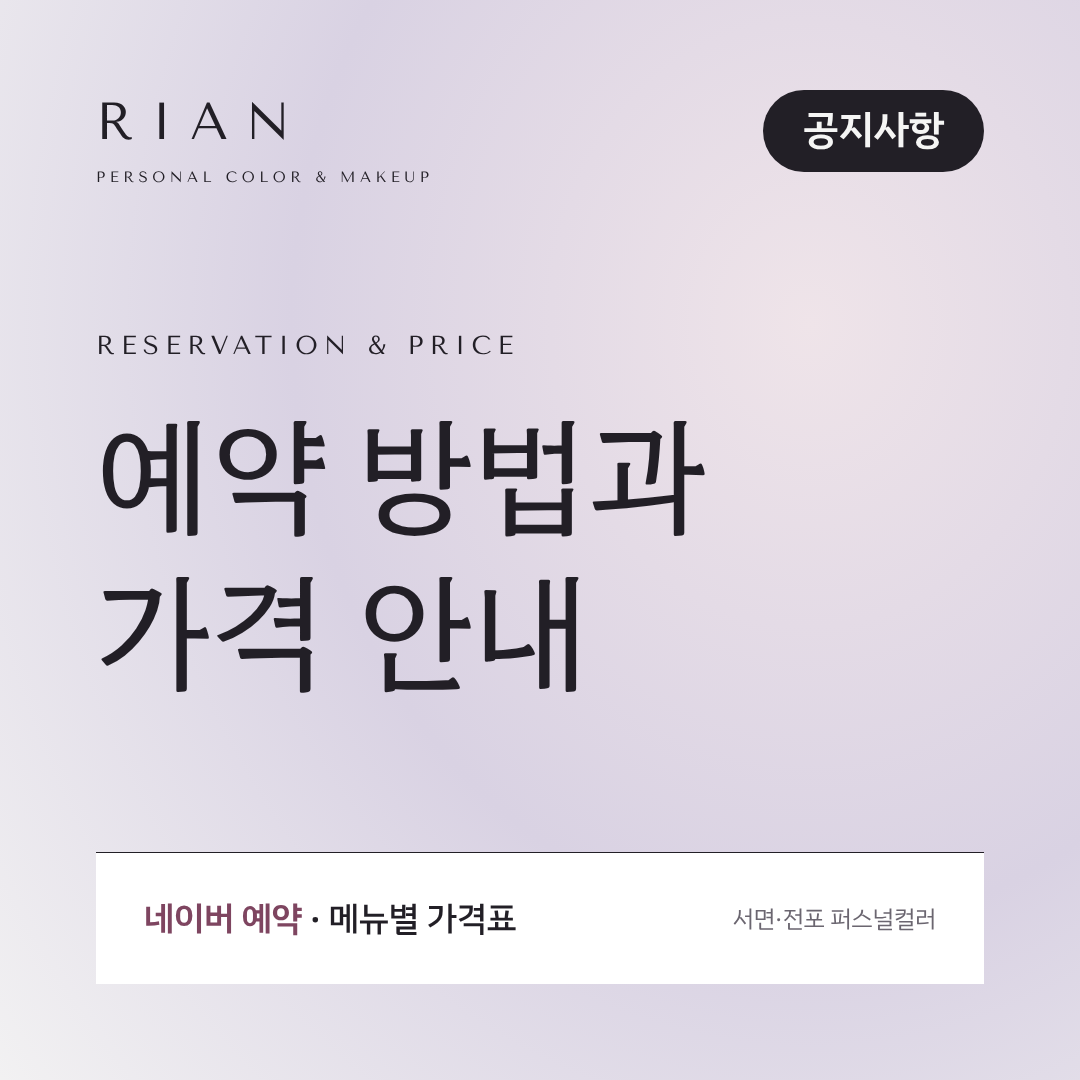 RIAN
PERSONAL COLOR & MAKEUP
공지사항
RESERVATION & PRICE
예약 방법과
가격 안내
네이버 예약 · 메뉴별 가격표
서면·전포 퍼스널컬러